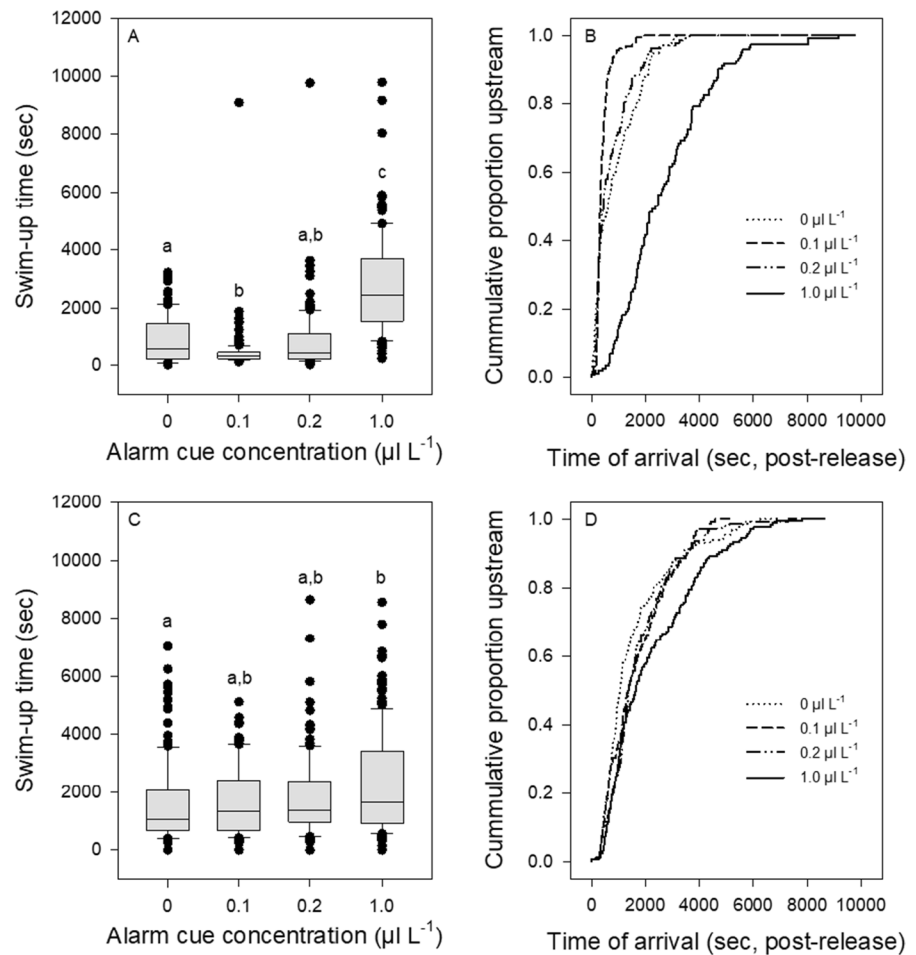 A
12000
10000
8000
6000
4000
2000
0
Swim-up time (sec)
a
b
a,b
c
0 0.1 0.2 1.0
Alarm cue concentration (µl L⁻¹)
B
1.0
0.8
0.6
0.4
0.2
0.0
Cummulative proportion upstream
0 µl L⁻¹
0.1 µl L⁻¹
0.2 µl L⁻¹
1.0 µl L⁻¹
0 2000 4000 6000 8000 10000
Time of arrival (sec, post-release)
C
12000
10000
8000
6000
4000
2000
0
Swim-up time (sec)
a
a,b
a,b
b
0 0.1 0.2 1.0
Alarm cue concentration (µl L⁻¹)
D
1.0
0.8
0.6
0.4
0.2
0.0
Cummulative proportion upstream
0 µl L⁻¹
0.1 µl L⁻¹
0.2 µl L⁻¹
1.0 µl L⁻¹
0 2000 4000 6000 8000 10000
Time of arrival (sec, post-release)